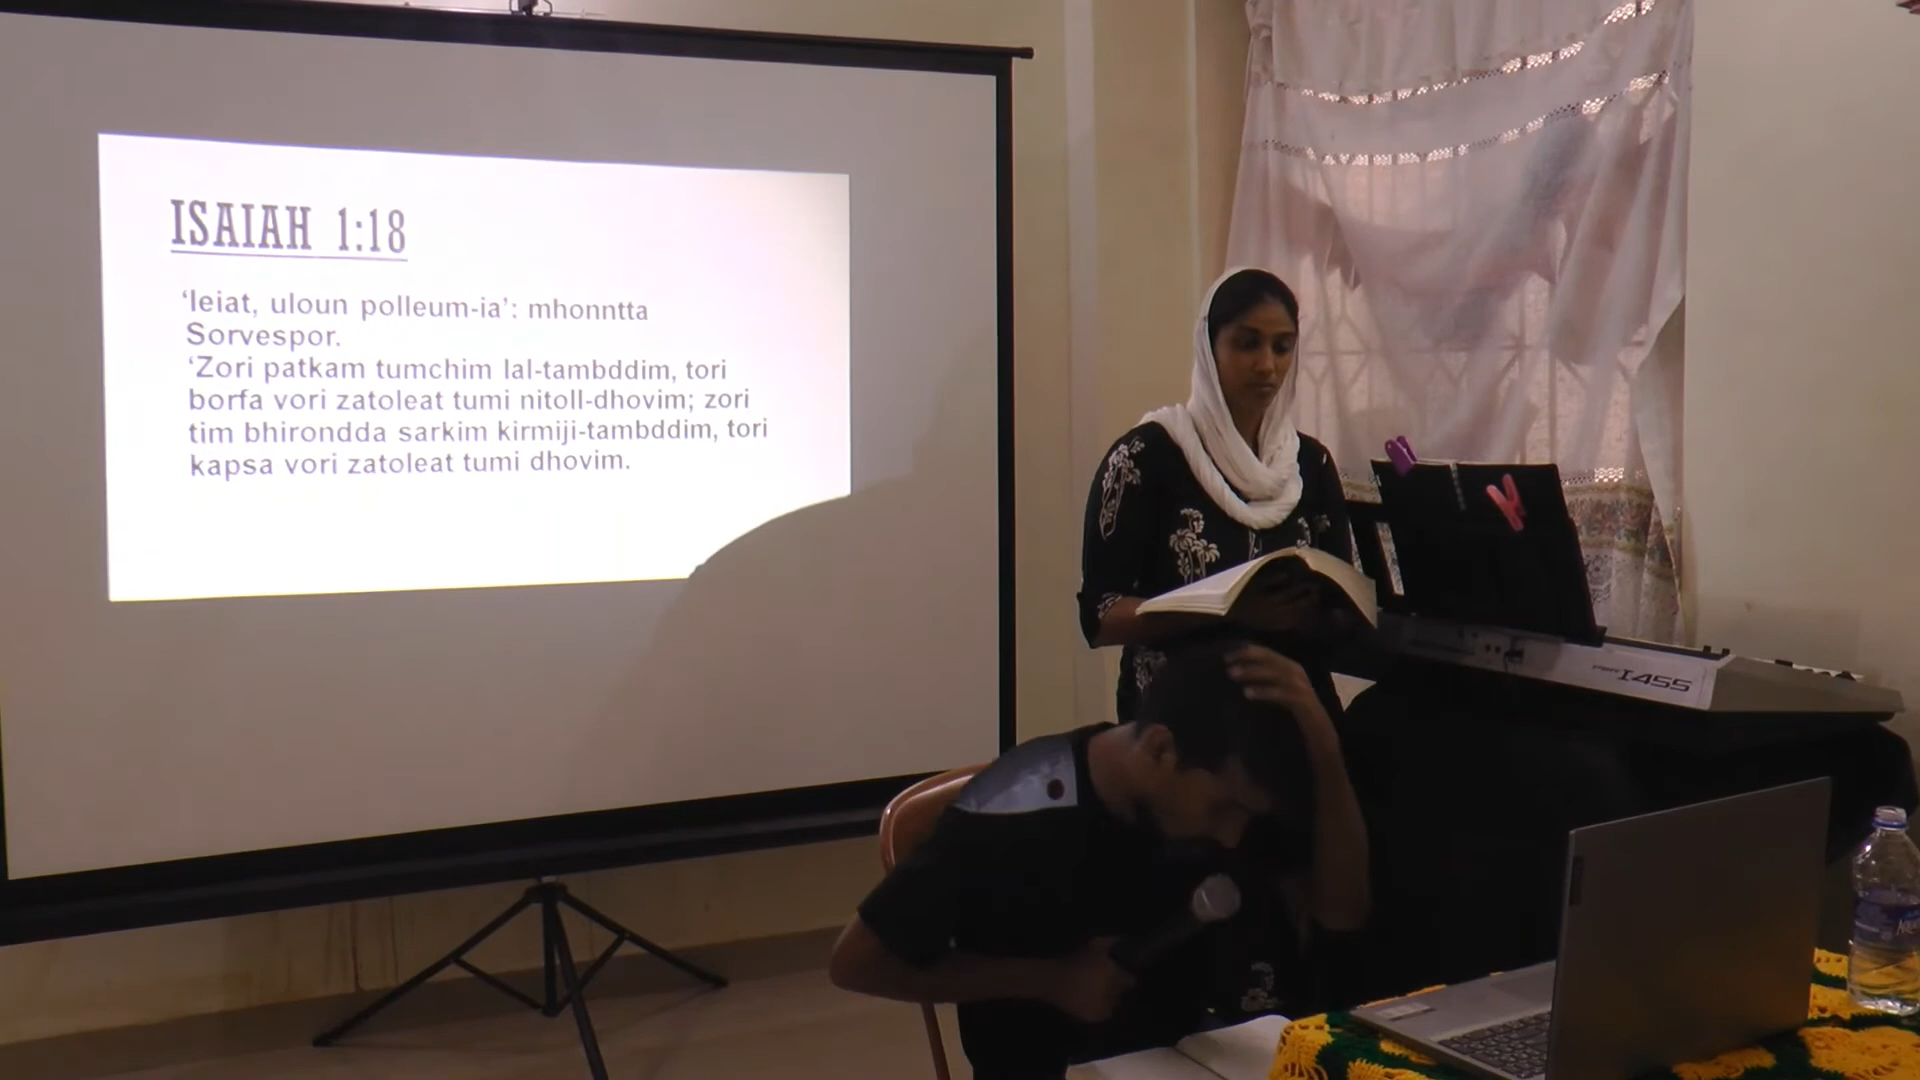 ISAIAH 1:18
‘Ieiat, uloun polleum-ia’: mhonntta
Sorvespor.
‘Zori patkam tumchim lal-tambddim, tori
borfa vori zatoleat tumi nitoll-dhovim; zori
tim bhirondda sarkim kirmiji-tambddim, tori
kapsa vori zatoleat tumi dhovim.
I455